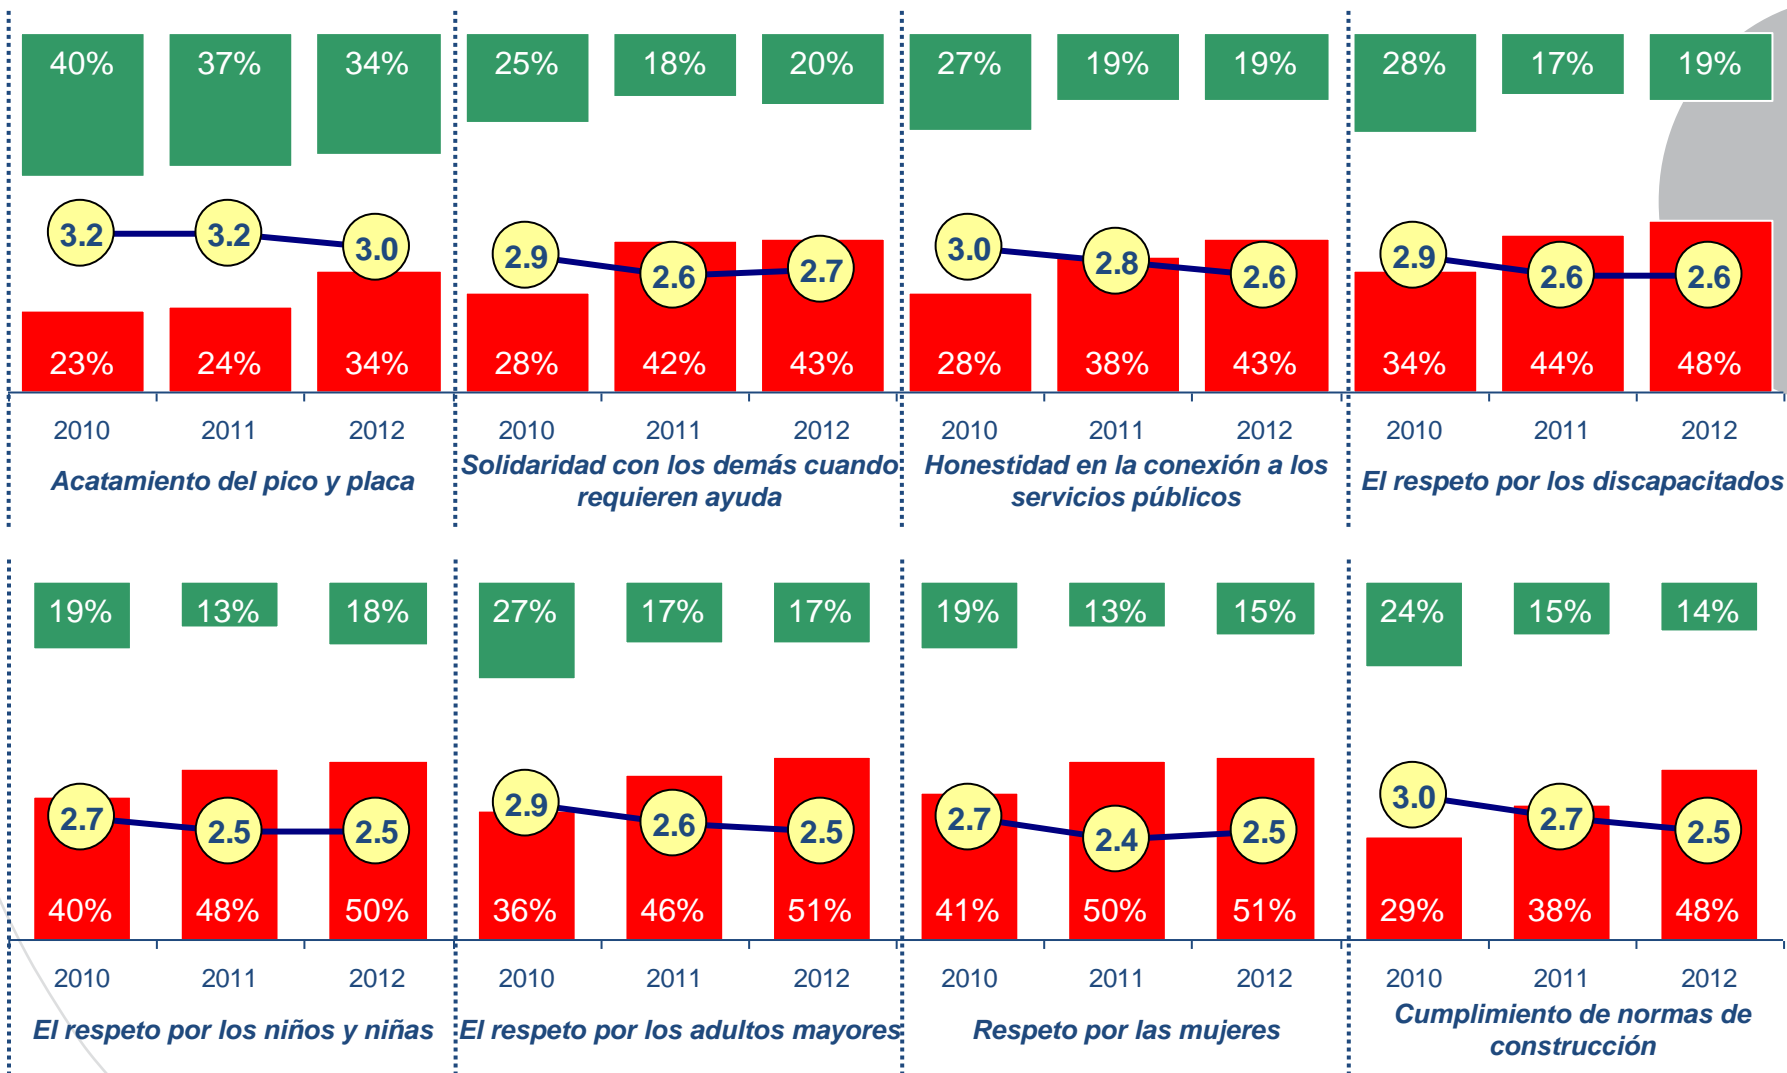 40% 37% 34% 25% 18% 20% 27% 19% 19% 28% 17% 19%
3.2 3.2 3.0 2.9 2.6 2.7 3.0 2.8 2.6 2.9 2.6 2.6
23% 24% 34% 28% 42% 43% 28% 38% 43% 34% 44% 48%
2010 2011 2012 2010 2011 2012 2010 2011 2012 2010 2011 2012
Acatamiento del pico y placa
Solidaridad con los demás cuando
requieren ayuda
Honestidad en la conexión a los
servicios públicos
El respeto por los discapacitados
19% 13% 18% 27% 17% 17% 19% 13% 15% 24% 15% 14%
2.7 2.5 2.5 2.9 2.6 2.5 2.7 2.4 2.5 3.0 2.7 2.5
40% 48% 50% 36% 46% 51% 41% 50% 51% 29% 38% 48%
2010 2011 2012 2010 2011 2012 2010 2011 2012 2010 2011 2012
El respeto por los niños y niñas
El respeto por los adultos mayores
Respeto por las mujeres
Cumplimiento de normas de
construcción